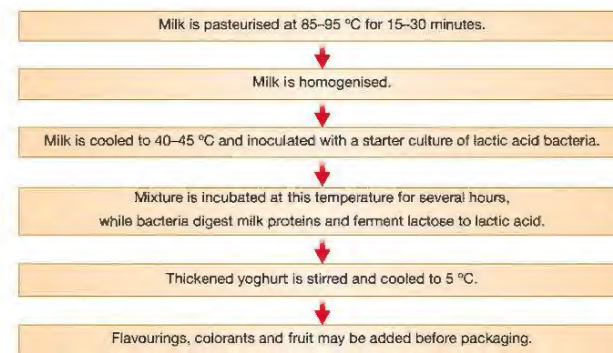 Milk is pasteurised at 85–95 ºC for 15–30 minutes.
Milk is homogenised.
Milk is cooled to 40–45 ºC and inoculated with a starter culture of lactic acid bacteria.
Mixture is incubated at this temperature for several hours,
while bacteria digest milk proteins and ferment lactose to lactic acid.
Thickened yoghurt is stirred and cooled to 5 ºC.
Flavourings, colorants and fruit may be added before packaging.